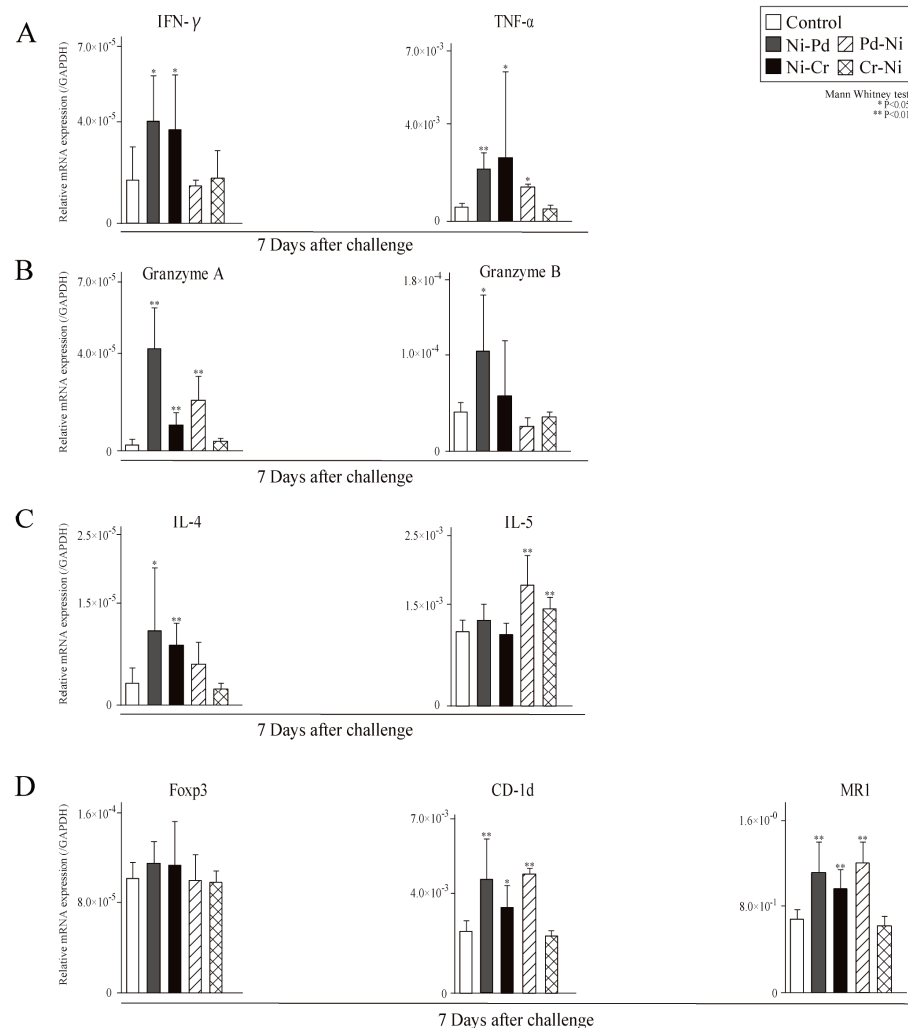 A
IFN-γ
TNF-α
Control
Ni-Pd
Pd-Ni
Ni-Cr
Cr-Ni
Mann Whitney test
* P<0.05
** P<0.01
Relative mRNA expression (/GAPDH)
7.0×10⁻⁵
4.0×10⁻⁵
0
*
*
7.0×10⁻³
4.0×10⁻³
0
**
*
*
7 Days after challenge
B
Granzyme A
Granzyme B
Relative mRNA expression (/GAPDH)
7.0×10⁻⁵
4.0×10⁻⁵
0
**
**
**
1.8×10⁻⁴
1.0×10⁻⁴
0
*
7 Days after challenge
C
IL-4
IL-5
Relative mRNA expression (/GAPDH)
2.5×10⁻⁵
1.5×10⁻⁵
0
*
**
2.5×10⁻³
1.5×10⁻³
0
**
**
7 Days after challenge
D
Foxp3
CD-1d
MR1
Relative mRNA expression (/GAPDH)
1.6×10⁻⁴
8.0×10⁻⁵
0
7.0×10⁻³
4.0×10⁻³
0
**
*
**
1.6×10⁻⁰
8.0×10⁻¹
0
**
**
**
7 Days after challenge